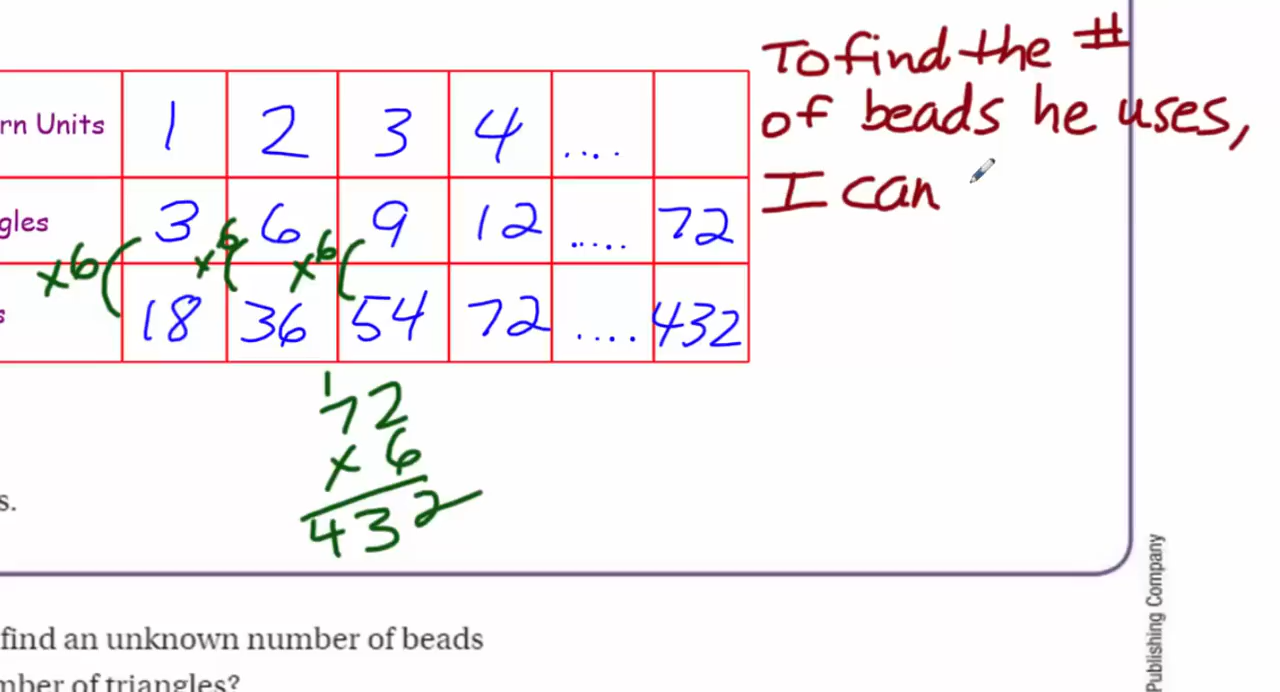 To find the #
of beads he uses,
I can
rn Units 1 2 3 4 ....
gles 3 6 9 12 ..... 72
x6( x6( x6(
s 18 36 54 72 .... 432
1
72
x 6
432
s.
find an unknown number of beads
mber of triangles?
Publishing Company